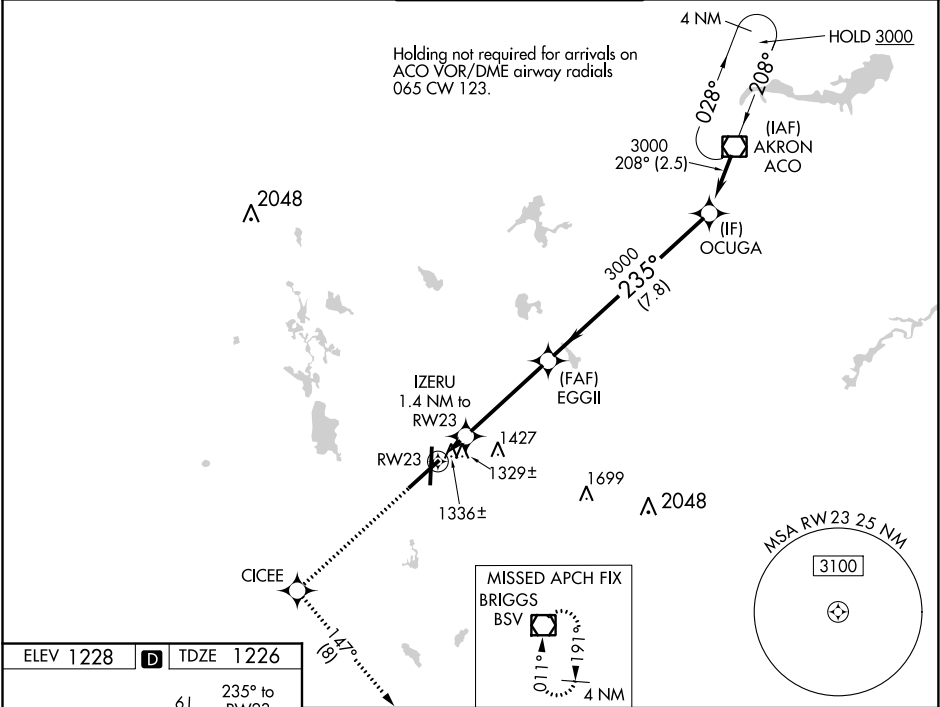 4 NM
HOLD 3000
Holding not required for arrivals on
ACO VOR/DME airway radials
065 CW 123.
028°
208°
(IAF)
AKRON
ACO
3000
208° (2.5)
2048
(IF)
OCUGA
3000
235°
(7.8)
(FAF)
EGGII
IZERU
1.4 NM to
RW23
1427
RW23
1329±
1699
2048
1336±
MSA RW23 25 NM
3100
CICEE
MISSED APCH FIX
BRIGGS
BSV
011°
191°
4 NM
147°
(8)
ELEV 1228 D TDZE 1226
235° to